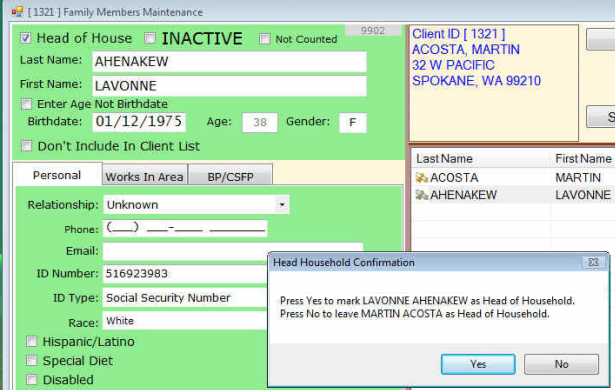 [ 1321 ] Family Members Maintenance
9902
Head of House INACTIVE Not Counted
Last Name: AHENAKEW
First Name: LAVONNE
Enter Age Not Birthdate
Birthdate: 01/12/1975 Age: 38 Gender: F
Don't Include In Client List
Client ID [ 1321 ]
ACOSTA, MARTIN
32 W PACIFIC
SPOKANE, WA 99210
S
Personal Works In Area BP/CSFP
Relationship: Unknown
Phone: (___) ___-____ ________
Email:
ID Number: 516923983
ID Type: Social Security Number
Race: White
Hispanic/Latino
Special Diet
Disabled
Last Name First Name
ACOSTA MARTIN
AHENAKEW LAVONNE
Head Household Confirmation
Press Yes to mark LAVONNE AHENAKEW as Head of Household.
Press No to leave MARTIN ACOSTA as Head of Household.
Yes No